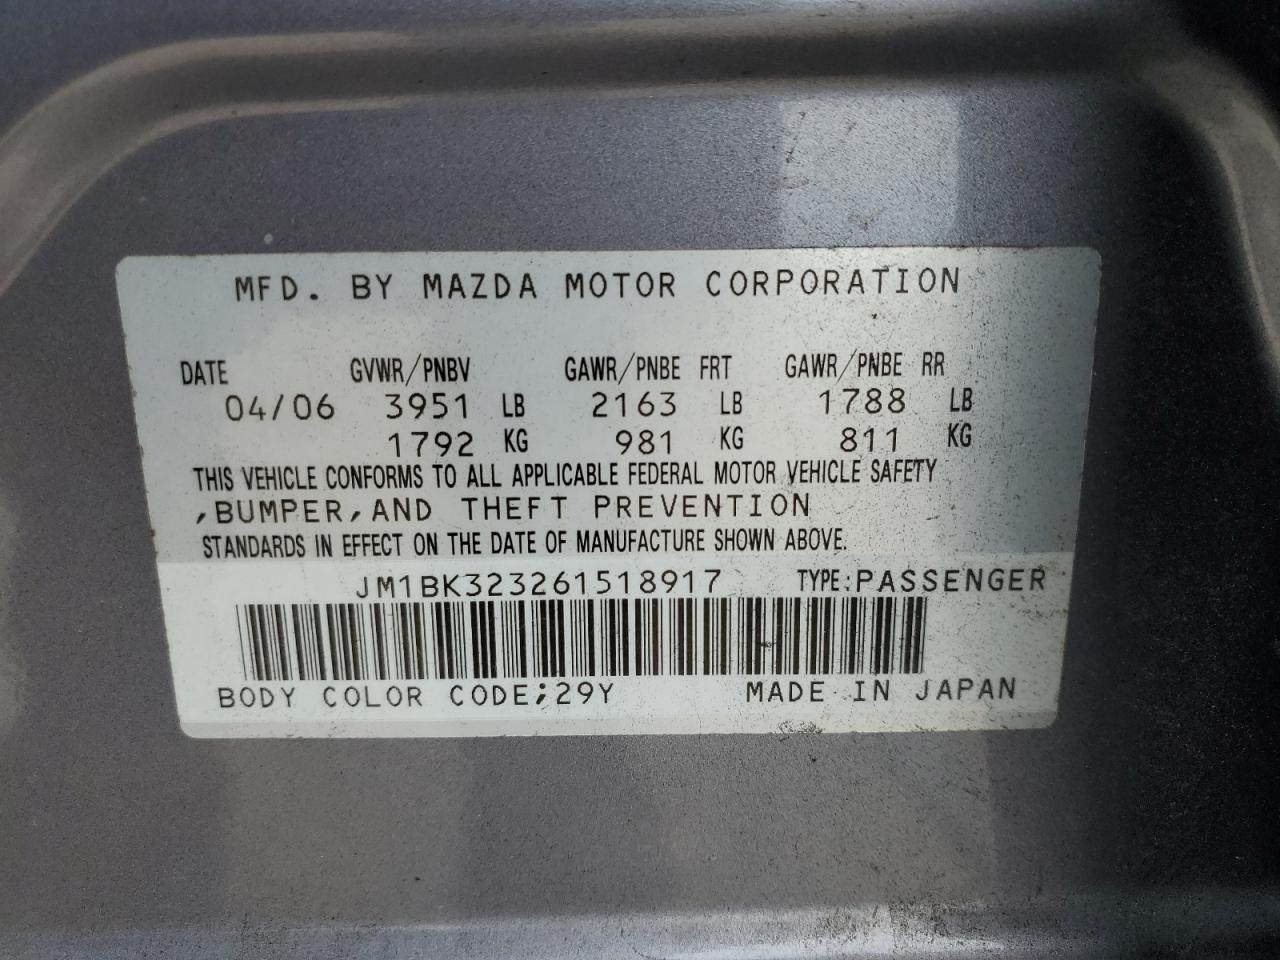 MFD. BY MAZDA MOTOR CORPORATION
DATE GVWR/PNBV GAWR/PNBE FRT GAWR/PNBE RR
04/06 3951 LB 2163 LB 1788 LB
1792 KG 981 KG 811 KG
THIS VEHICLE CONFORMS TO ALL APPLICABLE FEDERAL MOTOR VEHICLE SAFETY
,BUMPER,AND THEFT PREVENTION
STANDARDS IN EFFECT ON THE DATE OF MANUFACTURE SHOWN ABOVE.
JM1BK323261518917 TYPE:PASSENGER
BODY COLOR CODE;29Y MADE IN JAPAN